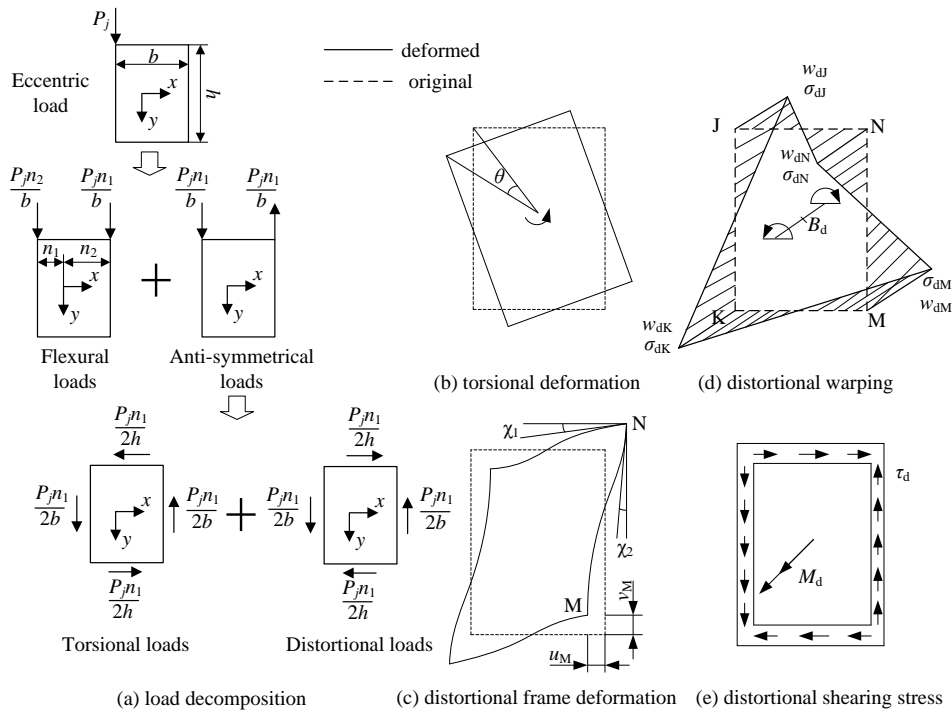 P_j
b
h
x
y
Eccentric
load
deformed
original
P_jn_2
b
P_jn_1
b
P_jn_1
b
P_jn_1
b
n_1
n_2
x
y
x
y
Flexural
loads
Anti-symmetrical
loads
P_jn_1
2h
P_jn_1
2b
x
y
P_jn_1
2b
P_jn_1
2h
Torsional loads
P_jn_1
2h
P_jn_1
2b
x
y
P_jn_1
2b
P_jn_1
2h
Distortional loads
(a) load decomposition
θ
(b) torsional deformation
χ_1
N
χ_2
M
v_M
u_M
(c) distortional frame deformation
w_dJ
σ_dJ
J
N
w_dN
σ_dN
B_d
σ_dM
w_dM
K
M
w_dK
σ_dK
(d) distortional warping
τ_d
M_d
(e) distortional shearing stress